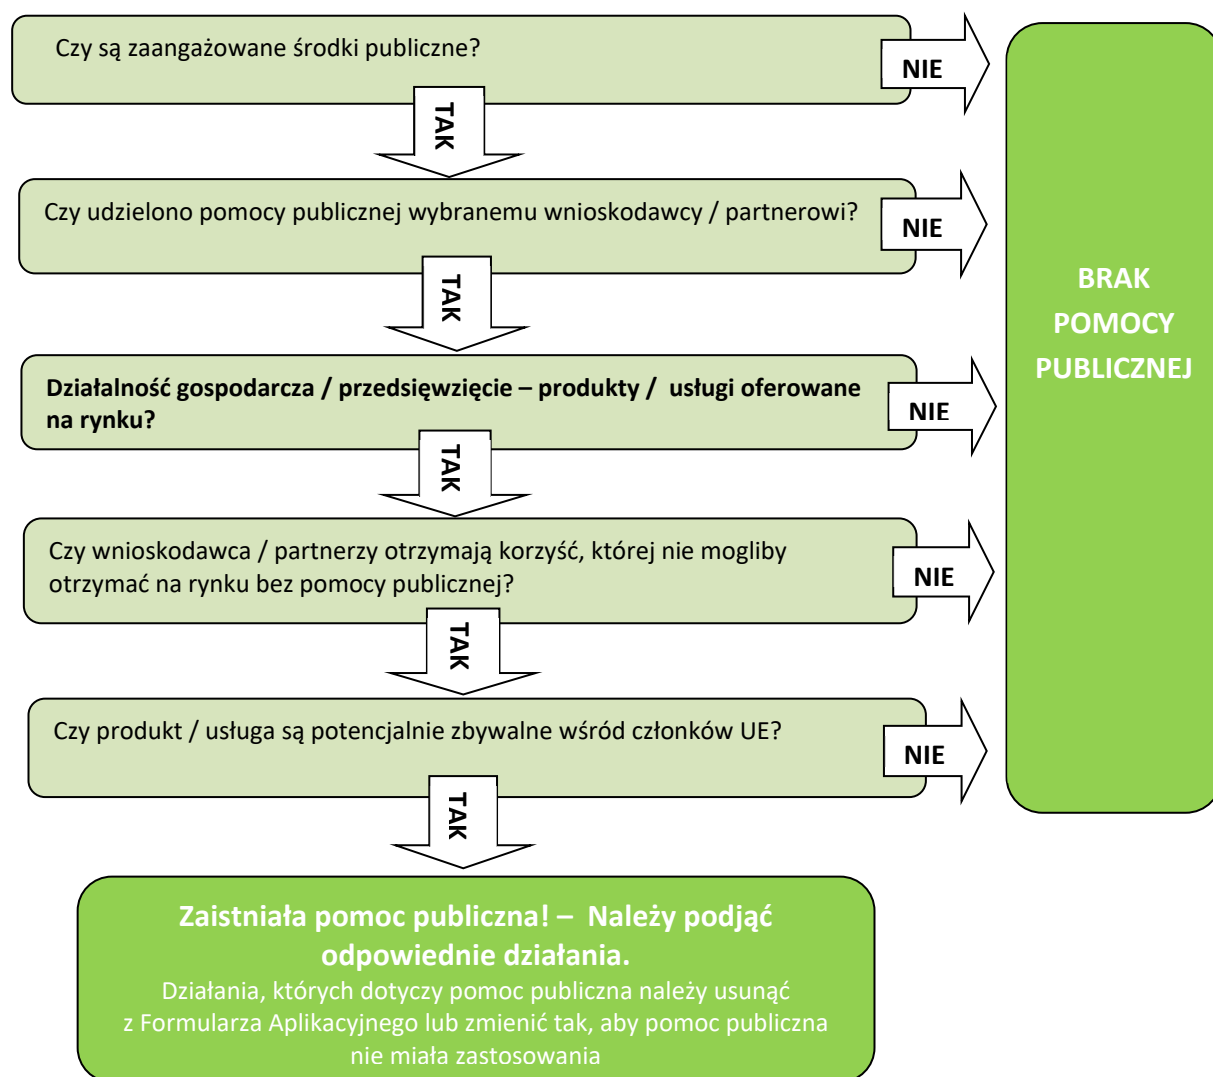 Czy są zaangażowane środki publiczne?
NIE
TAK
Czy udzielono pomocy publicznej wybranemu wnioskodawcy / partnerowi?
NIE
TAK
Działalność gospodarcza / przedsięwzięcie – produkty / usługi oferowane
na rynku?
NIE
TAK
Czy wnioskodawca / partnerzy otrzymają korzyść, której nie mogliby
otrzymać na rynku bez pomocy publicznej?
NIE
TAK
Czy produkt / usługa są potencjalnie zbywalne wśród członków UE?
NIE
TAK
BRAK
POMOCY
PUBLICZNEJ
Zaistniała pomoc publiczna! – Należy podjąć
odpowiednie działania.
Działania, których dotyczy pomoc publiczna należy usunąć
z Formularza Aplikacyjnego lub zmienić tak, aby pomoc publiczna
nie miała zastosowania